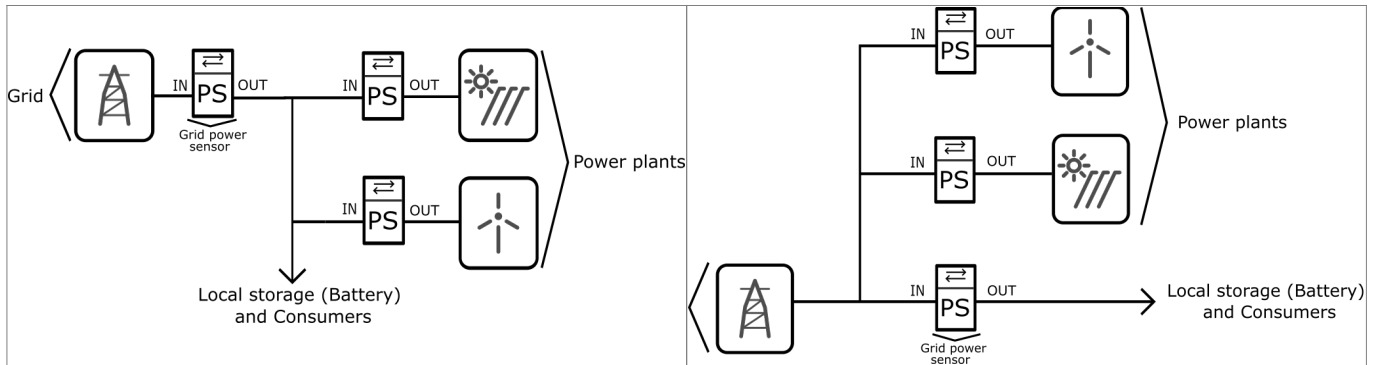 Grid
IN
PS
OUT
Grid power
sensor
IN
PS
OUT
IN
PS
OUT
Power plants
Local storage (Battery)
and Consumers
IN
PS
OUT
IN
PS
OUT
Power plants
IN
PS
OUT
Grid power
sensor
Local storage (Battery)
and Consumers